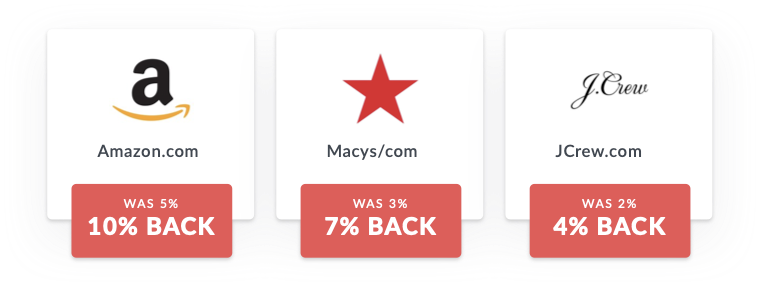 a
Amazon.com
WAS 5%
10% BACK
Macys/com
WAS 3%
7% BACK
J.Crew
JCrew.com
WAS 2%
4% BACK